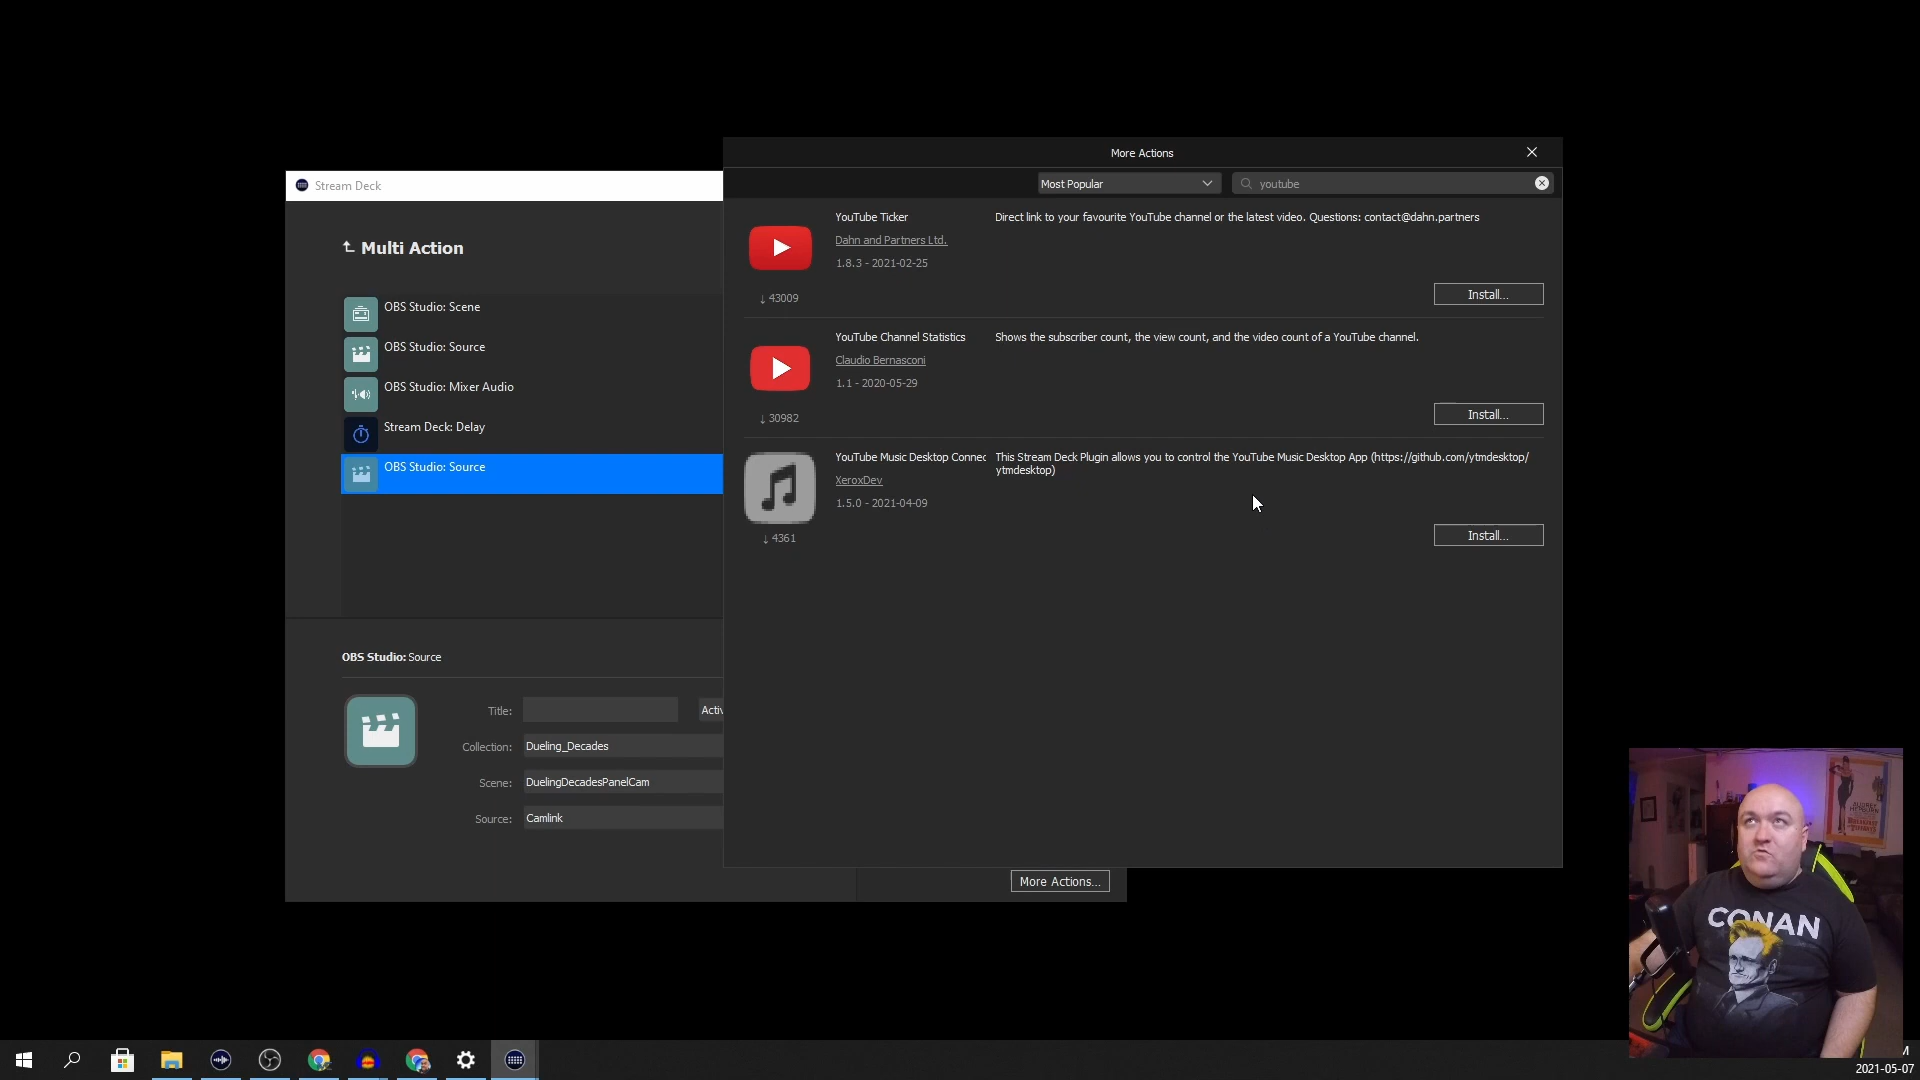 More Actions
Stream Deck
Most Popular
youtube
Multi Action
OBS Studio: Scene
OBS Studio: Source
OBS Studio: Mixer Audio
Stream Deck: Delay
OBS Studio: Source
YouTube Ticker
Direct link to your favourite YouTube channel or the latest video. Questions: contact@dahn.partners
Dahn and Partners Ltd.
1.8.3 - 2021-02-25
↓ 43009
Install...
YouTube Channel Statistics
Shows the subscriber count, the view count, and the video count of a YouTube channel.
Claudio Bernasconi
1.1 - 2020-05-29
↓ 30982
Install...
YouTube Music Desktop Connec
This Stream Deck Plugin allows you to control the YouTube Music Desktop App (https://github.com/ytmdesktop/
ytmdesktop)
XeroxDev
1.5.0 - 2021-04-09
↓ 4361
Install...
OBS Studio: Source
Title:
Activ
Collection: Dueling_Decades
Scene: DuelingDecadesPanelCam
Source: Camlink
More Actions...
AUDREY
HEPBURN
CONAN
M
2021-05-07